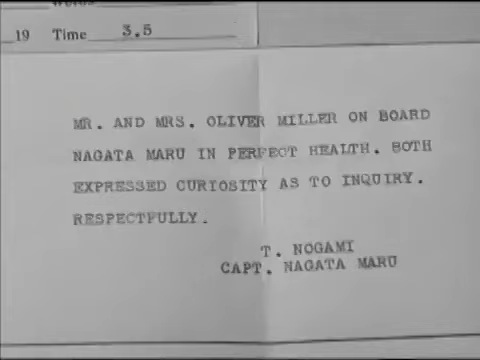 19 Time 3.5
MR. AND MRS. OLIVER MILLER ON BOARD
NAGATA MARU IN PERFECT HEALTH. BOTH
EXPRESSED CURIOSITY AS TO INQUIRY.
RESPECTFULLY.
T. NOGAMI
CAPT. NAGATA MARU